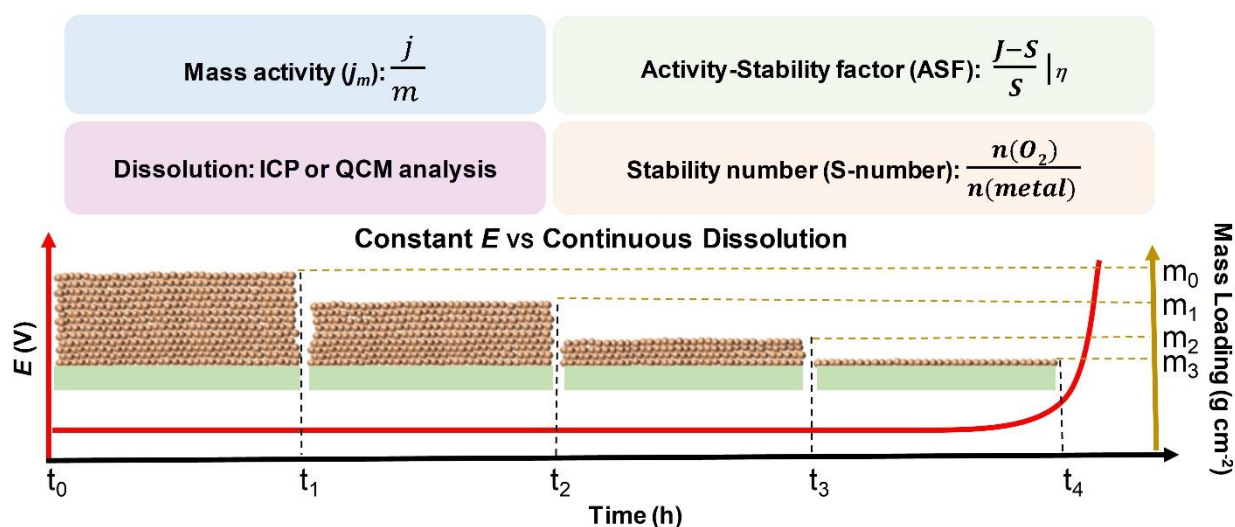 Mass activity (jm): j/m
Activity-Stability factor (ASF): J−S/S |η
Dissolution: ICP or QCM analysis
Stability number (S-number): n(O2)/n(metal)
Constant E vs Continuous Dissolution
E (V)
m0
m1
m2
m3
Mass Loading (g cm-2)
t0 t1 t2 t3 t4
Time (h)